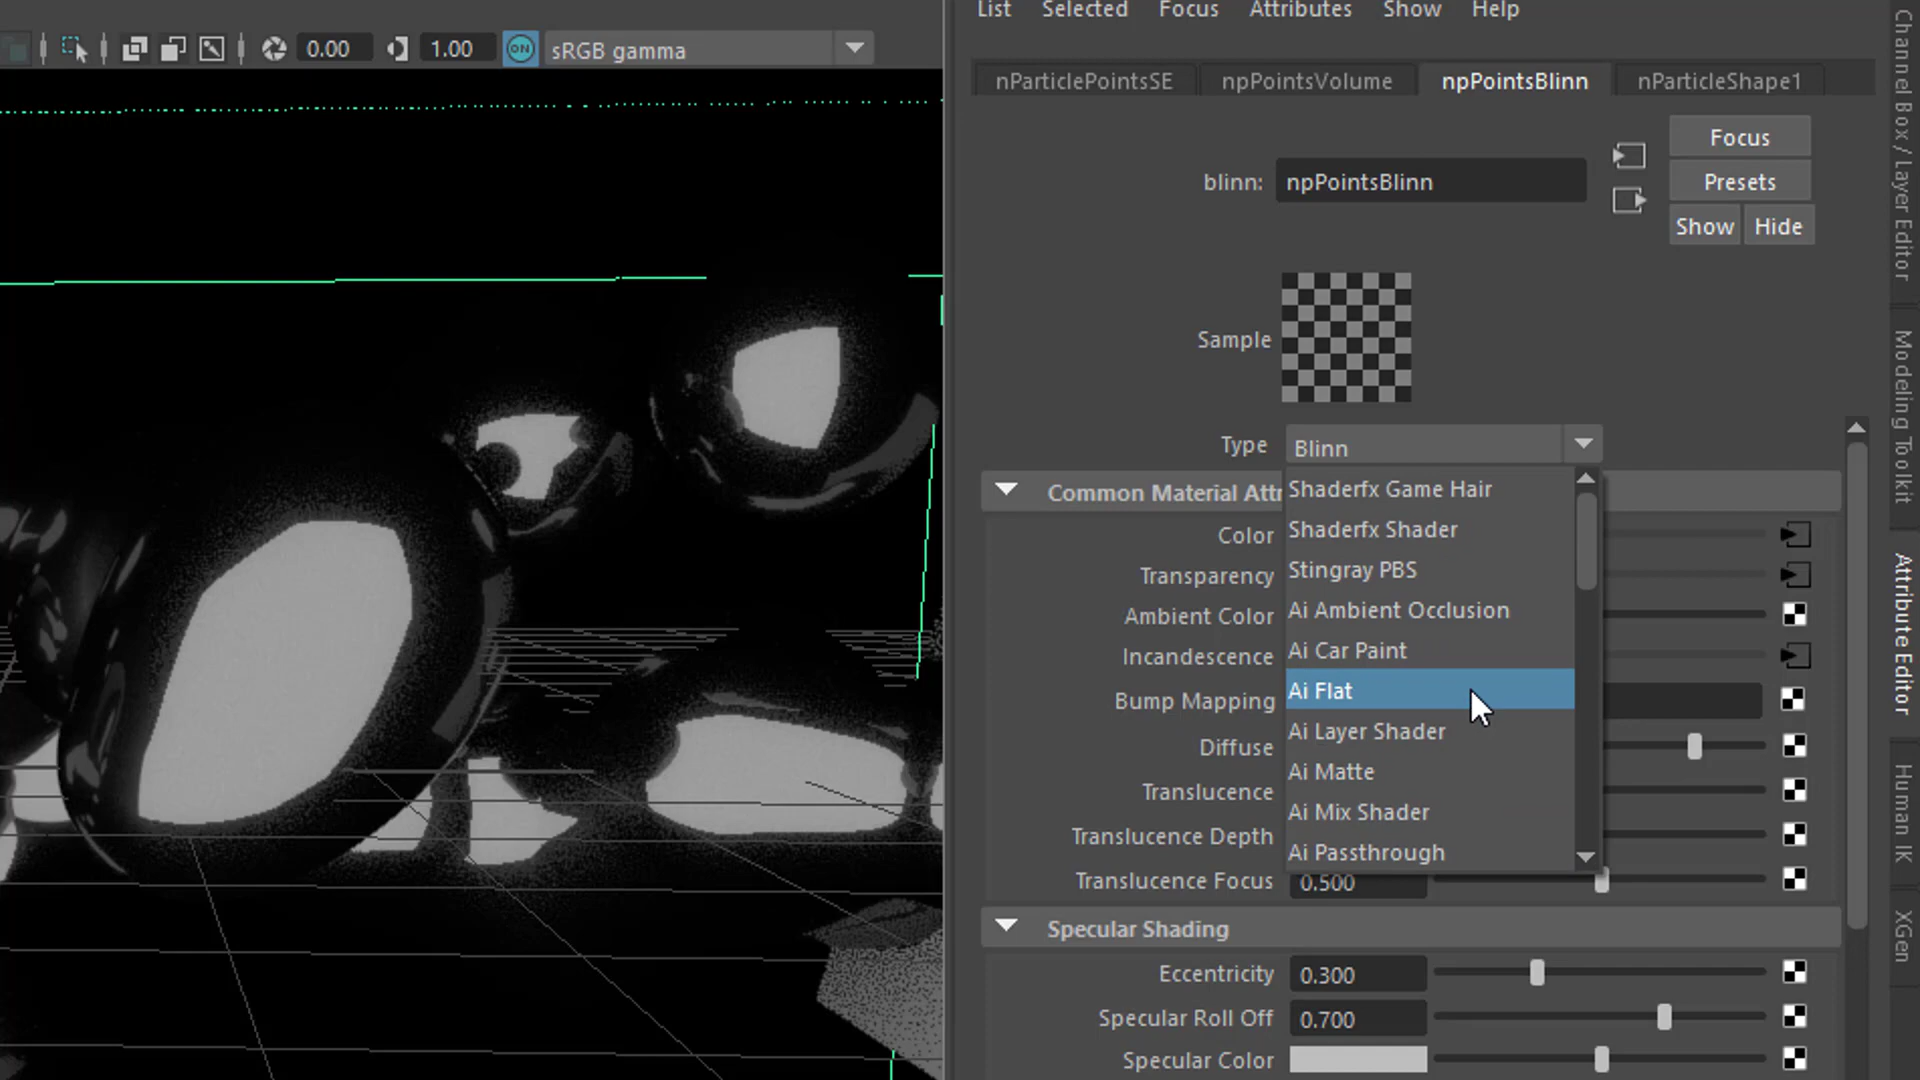 List Selected Focus Attributes Show Help
0.00 1.00 ON sRGB gamma
nParticlePointsSE npPointsVolume npPointsBlinn nParticleShape1
Focus
blinn: npPointsBlinn Presets
Show Hide
Sample
Type Blinn
Shaderfx Game Hair
Shaderfx Shader
Stingray PBS
Ai Ambient Occlusion
Ai Car Paint
Ai Flat
Ai Layer Shader
Ai Matte
Ai Mix Shader
Ai Passthrough
Common Material Attr
Color
Transparency
Ambient Color
Incandescence
Bump Mapping
Diffuse
Translucence
Translucence Depth
Translucence Focus 0.500
Specular Shading
Eccentricity 0.300
Specular Roll Off 0.700
Specular Color
Channel Box / Layer Editor
Modeling Toolkit
Attribute Editor
Human IK
XGen